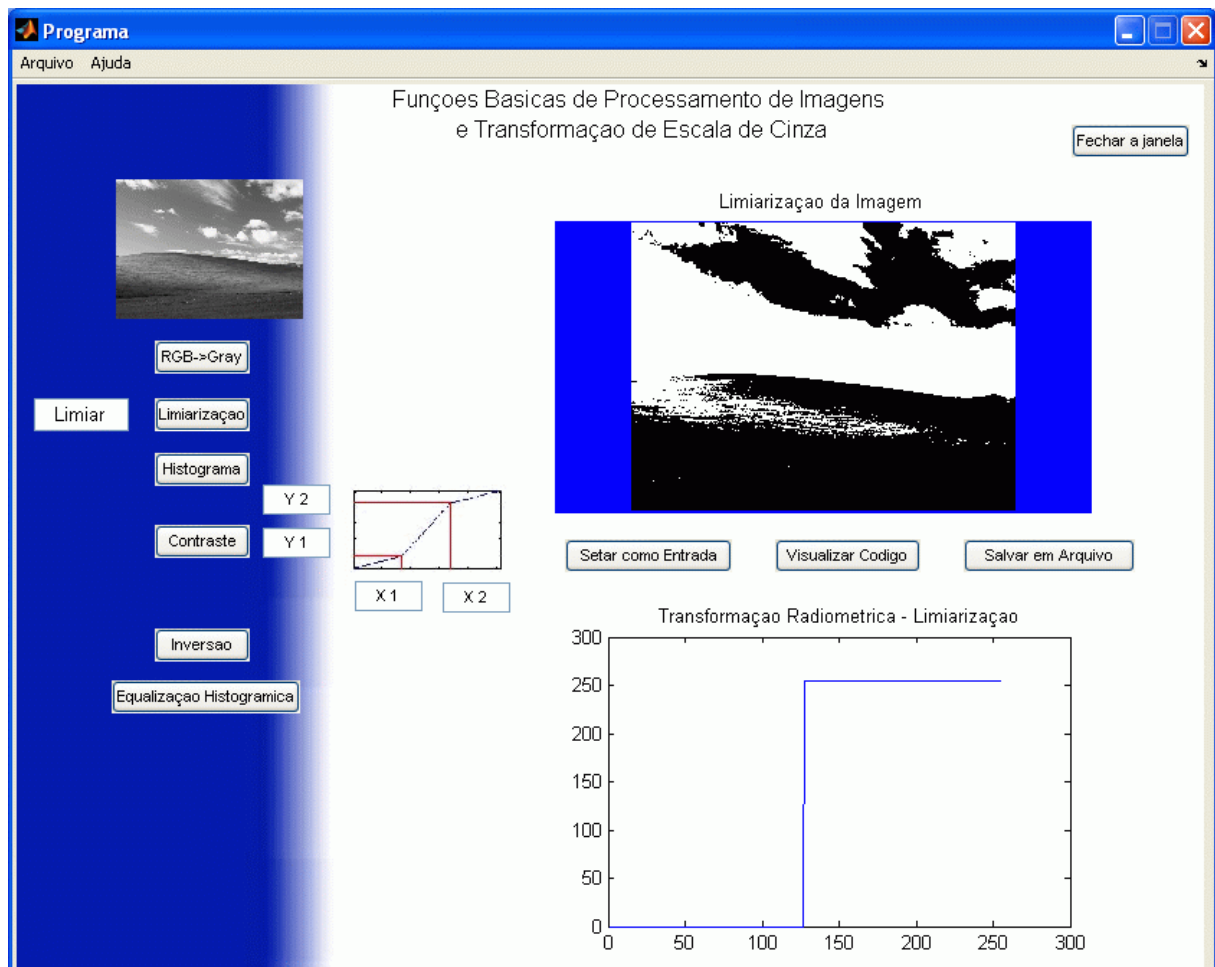 Programa
Arquivo Ajuda
Funçoes Basicas de Processamento de Imagens
e Transformaçao de Escala de Cinza
Fechar a janela
Limiarizaçao da Imagem
RGB->Gray
Limiar
Limiarizaçao
Histograma
Y 2
Contraste
Y 1
X 1
X 2
Inversao
Equalizaçao Histogramica
Setar como Entrada
Visualizar Codigo
Salvar em Arquivo
Transformaçao Radiometrica - Limiarizaçao
300
250
200
150
100
50
0
0 50 100 150 200 250 300